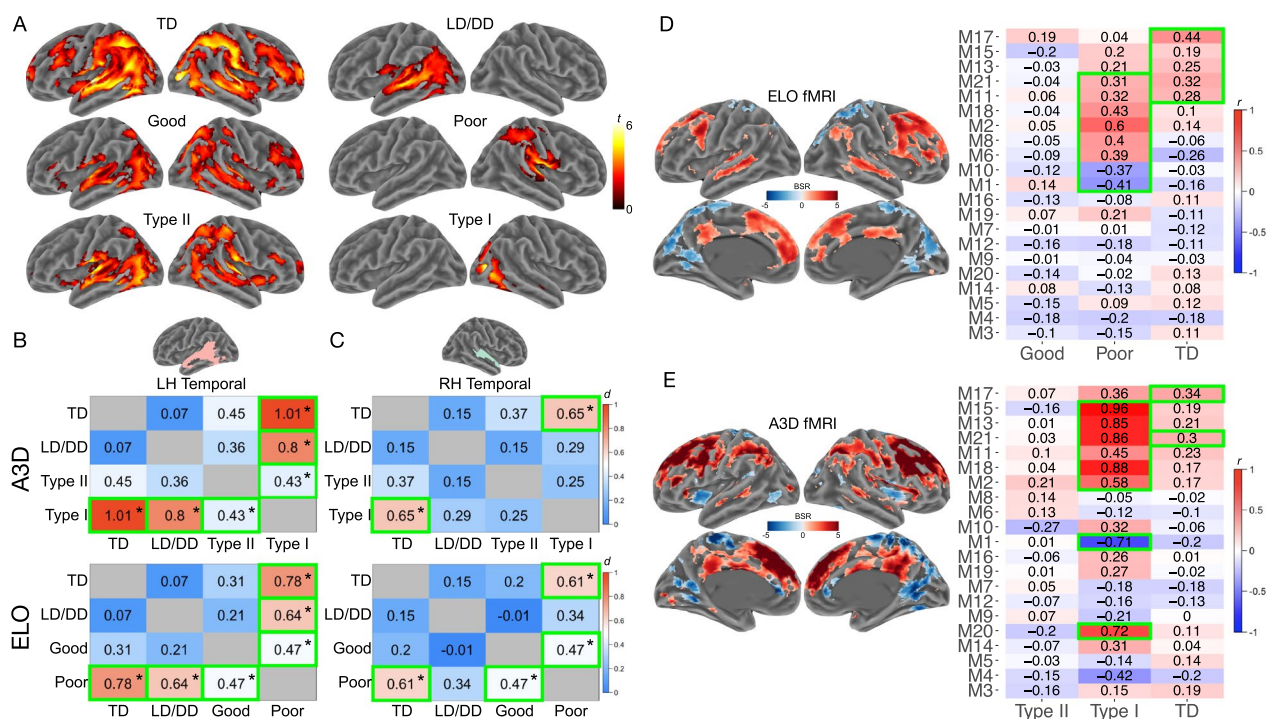 A
TD
LD/DD
Good
Poor
t
6
0
Type II
Type I
B
C
LH Temporal
RH Temporal
A3D
TD 0.07 0.45 1.01*
LD/DD 0.07 0.36 0.8*
Type II 0.45 0.36 0.43*
Type I 1.01* 0.8* 0.43*
TD LD/DD Type II Type I
d
1
0.8
0.6
0.4
0.2
0
TD 0.15 0.37 0.65*
LD/DD 0.15 0.15 0.29
Type II 0.37 0.15 0.25
Type I 0.65* 0.29 0.25
TD LD/DD Type II Type I
d
1
0.8
0.6
0.4
0.2
0
ELO
TD 0.07 0.31 0.78*
LD/DD 0.07 0.21 0.64*
Good 0.31 0.21 0.47*
Poor 0.78* 0.64* 0.47*
TD LD/DD Good Poor
d
1
0.8
0.6
0.4
0.2
0
TD 0.15 0.2 0.61*
LD/DD 0.15 -0.01 0.34
Good 0.2 -0.01 0.47*
Poor 0.61* 0.34 0.47*
TD LD/DD Good Poor
d
1
0.8
0.6
0.4
0.2
0
D
ELO fMRI
BSR
-5 5
M17 0.19 0.04 0.44
M15 −0.2 0.2 0.19
M13 −0.03 0.21 0.25
M21 −0.04 0.31 0.32
M11 0.06 0.32 0.28
M18 −0.04 0.43 0.1
M2 0.05 0.6 0.14
M8 −0.05 0.4 −0.06
M6 −0.09 0.39 −0.26
M10 −0.12 −0.37 −0.03
M1 0.14 −0.41 −0.16
M16 −0.13 −0.08 0.11
M19 0.07 0.21 −0.11
M7 −0.01 0.01 −0.12
M12 −0.16 −0.18 −0.11
M9 −0.01 −0.04 −0.03
M20 −0.14 −0.02 0.13
M14 0.08 −0.13 0.08
M5 −0.15 0.09 0.12
M4 −0.18 −0.2 −0.18
M3 −0.1 −0.15 0.11
Good Poor TD
r
1
0
−1
E
A3D fMRI
BSR
-5 0 5
M17 0.07 0.36 0.34
M15 −0.16 0.96 0.19
M13 0.01 0.85 0.21
M21 0.03 0.86 0.3
M11 0.1 0.45 0.23
M18 0.04 0.88 0.17
M2 0.21 0.58 0.17
M8 0.14 −0.05 −0.02
M6 0.13 −0.12 −0.1
M10 −0.27 0.32 −0.06
M1 0.01 −0.71 −0.2
M16 −0.06 0.26 0.01
M19 0.01 0.27 −0.02
M7 0.05 −0.18 −0.18
M12 −0.07 −0.16 −0.13
M9 0.07 −0.21 0
M20 −0.2 0.72 0.11
M14 −0.07 0.31 0.04
M5 −0.03 −0.14 0.14
M4 −0.15 −0.42 −0.2
M3 −0.16 0.15 0.19
Type II Type I TD
r
1
0
−1